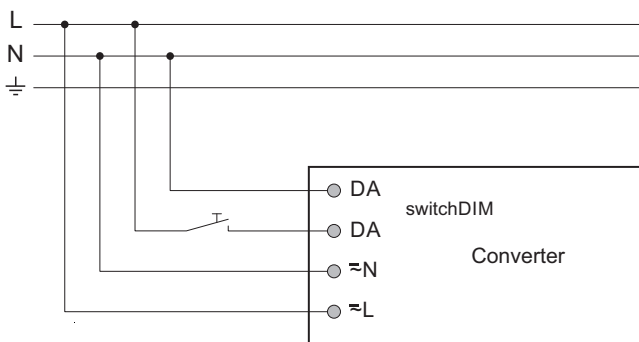 L
N
DA
switchDIM
DA
Converter
≂N
≂L